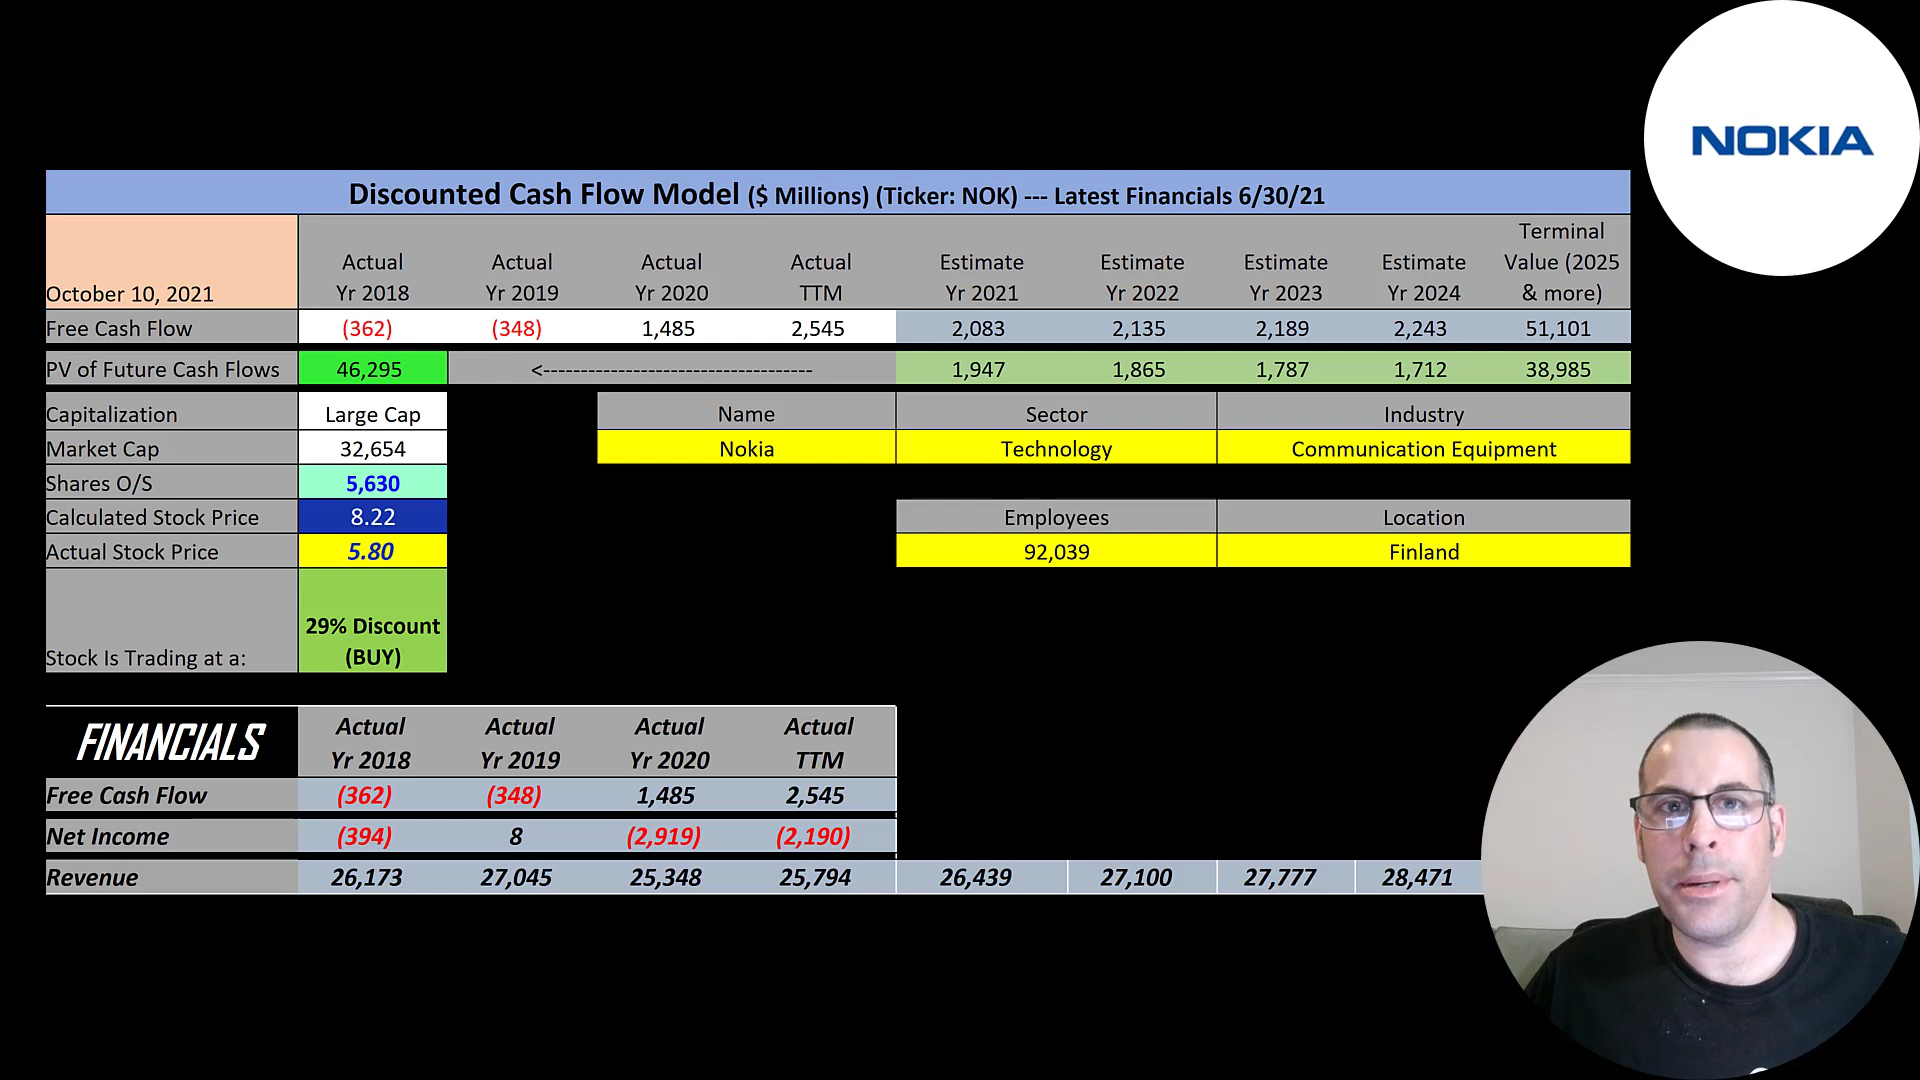 NOKIA
Discounted Cash Flow Model ($ Millions) (Ticker: NOK) --- Latest Financials 6/30/21
October 10, 2021 Actual Yr 2018 Actual Yr 2019 Actual Yr 2020 Actual TTM Estimate Yr 2021 Estimate Yr 2022 Estimate Yr 2023 Estimate Yr 2024 Terminal Value (2025 & more)
Free Cash Flow (362) (348) 1,485 2,545 2,083 2,135 2,189 2,243 51,101
PV of Future Cash Flows 46,295 <------------------------------------ 1,947 1,865 1,787 1,712 38,985
Capitalization Large Cap Name Sector Industry
Market Cap 32,654 Nokia Technology Communication Equipment
Shares O/S 5,630
Calculated Stock Price 8.22 Employees Location
Actual Stock Price 5.80 92,039 Finland
Stock Is Trading at a: 29% Discount (BUY)
FINANCIALS Actual Yr 2018 Actual Yr 2019 Actual Yr 2020 Actual TTM
Free Cash Flow (362) (348) 1,485 2,545
Net Income (394) 8 (2,919) (2,190)
Revenue 26,173 27,045 25,348 25,794 26,439 27,100 27,777 28,471